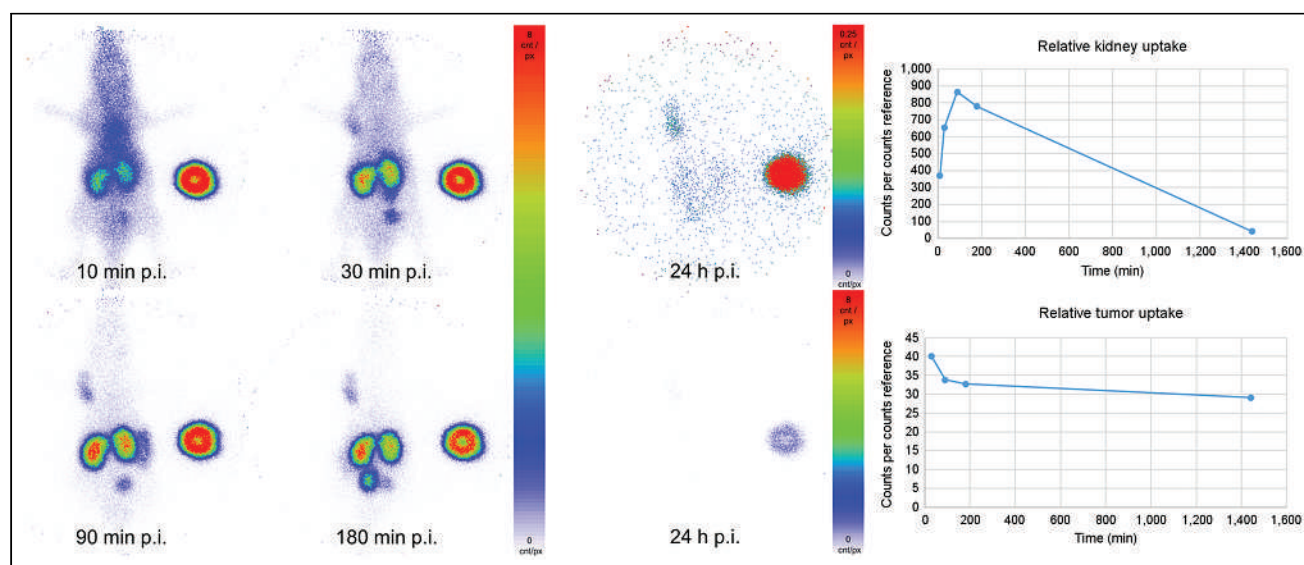 10 min p.i.
30 min p.i.
90 min p.i.
180 min p.i.
8
cnt /
px
0
cnt/px
24 h p.i.
0.25
cnt /
px
0
cnt/px
24 h p.i.
8
cnt /
px
0
cnt/px
Relative kidney uptake
Counts per counts reference
1,000
900
800
700
600
500
400
300
200
100
0
0 200 400 600 800 1,000 1,200 1,400 1,600
Time (min)
Relative tumor uptake
Counts per counts reference
45
40
35
30
25
20
15
10
5
0
0 200 400 600 800 1,000 1,200 1,400 1,600
Time (min)